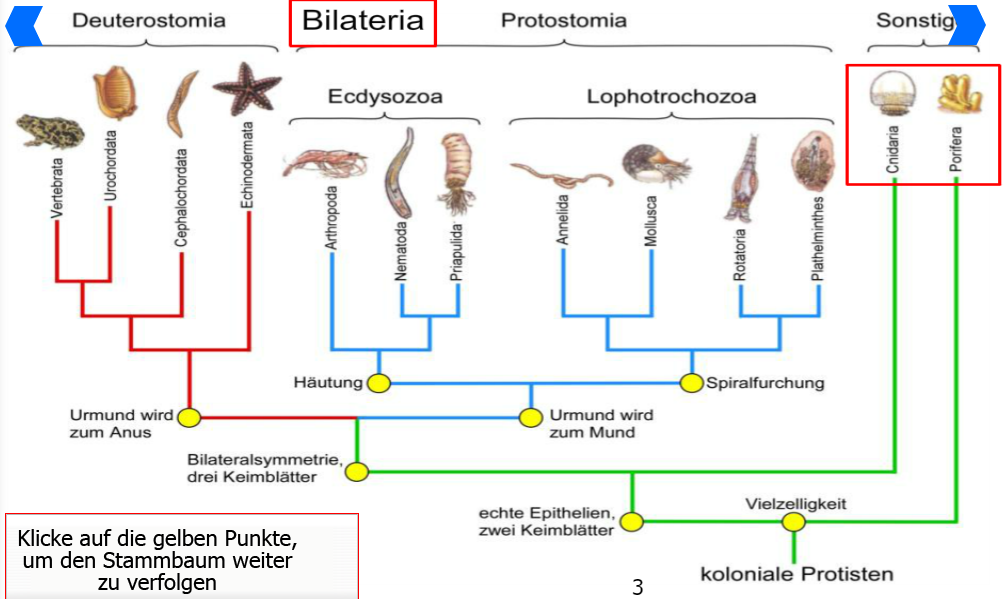 Deuterostomia
Bilateria
Protostomia
Sonstig
Ecdysozoa
Lophotrochozoa
Vertebrata
Urochordata
Cephalochordata
Echinodermata
Arthropoda
Nematoda
Priapulida
Annelida
Mollusca
Rotatoria
Plathelminthes
Cnidaria
Porifera
Häutung
Spiralfurchung
Urmund wird
zum Anus
Urmund wird
zum Mund
Bilateralsymmetrie,
drei Keimblätter
echte Epithelien,
zwei Keimblätter
Vielzelligkeit
koloniale Protisten
Klicke auf die gelben Punkte,
um den Stammbaum weiter
zu verfolgen
3